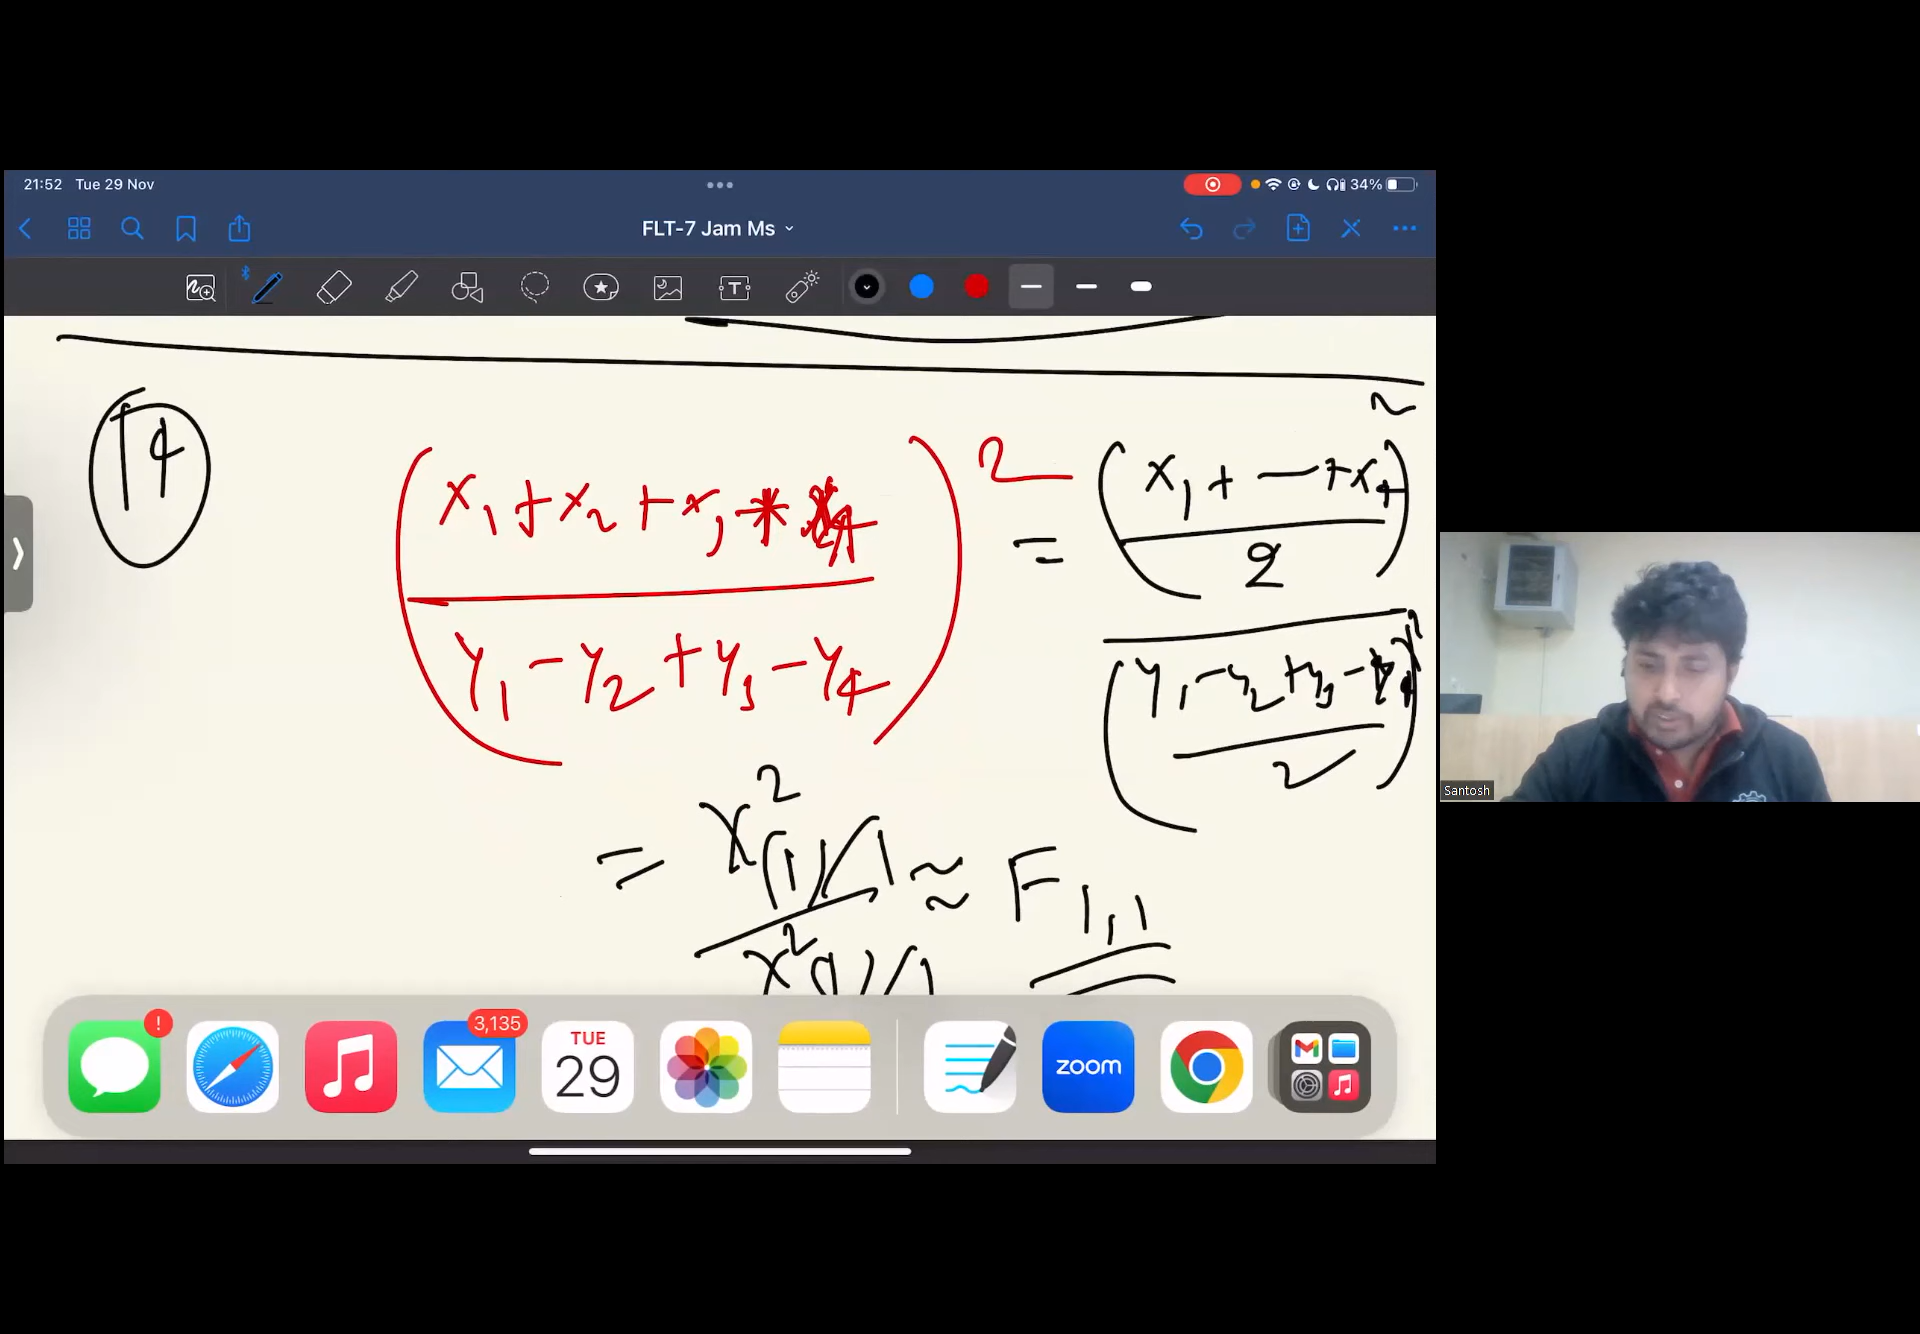 21:52 Tue 29 Nov
34%
FLT-7 Jam Ms
T
14
( X₁ + X₂ + X₃ + X₄ / Y₁ - Y₂ + Y₃ - Y₄ )²
= ( X₁ + — + X₄ / 2 )² / ( Y₁ - Y₂ + Y₃ - Y₄ / 2 )²
= χ²(1)/1 / χ²(1)/1 ≈ F₁,₁
Santosh
!
3,135
TUE
29
zoom